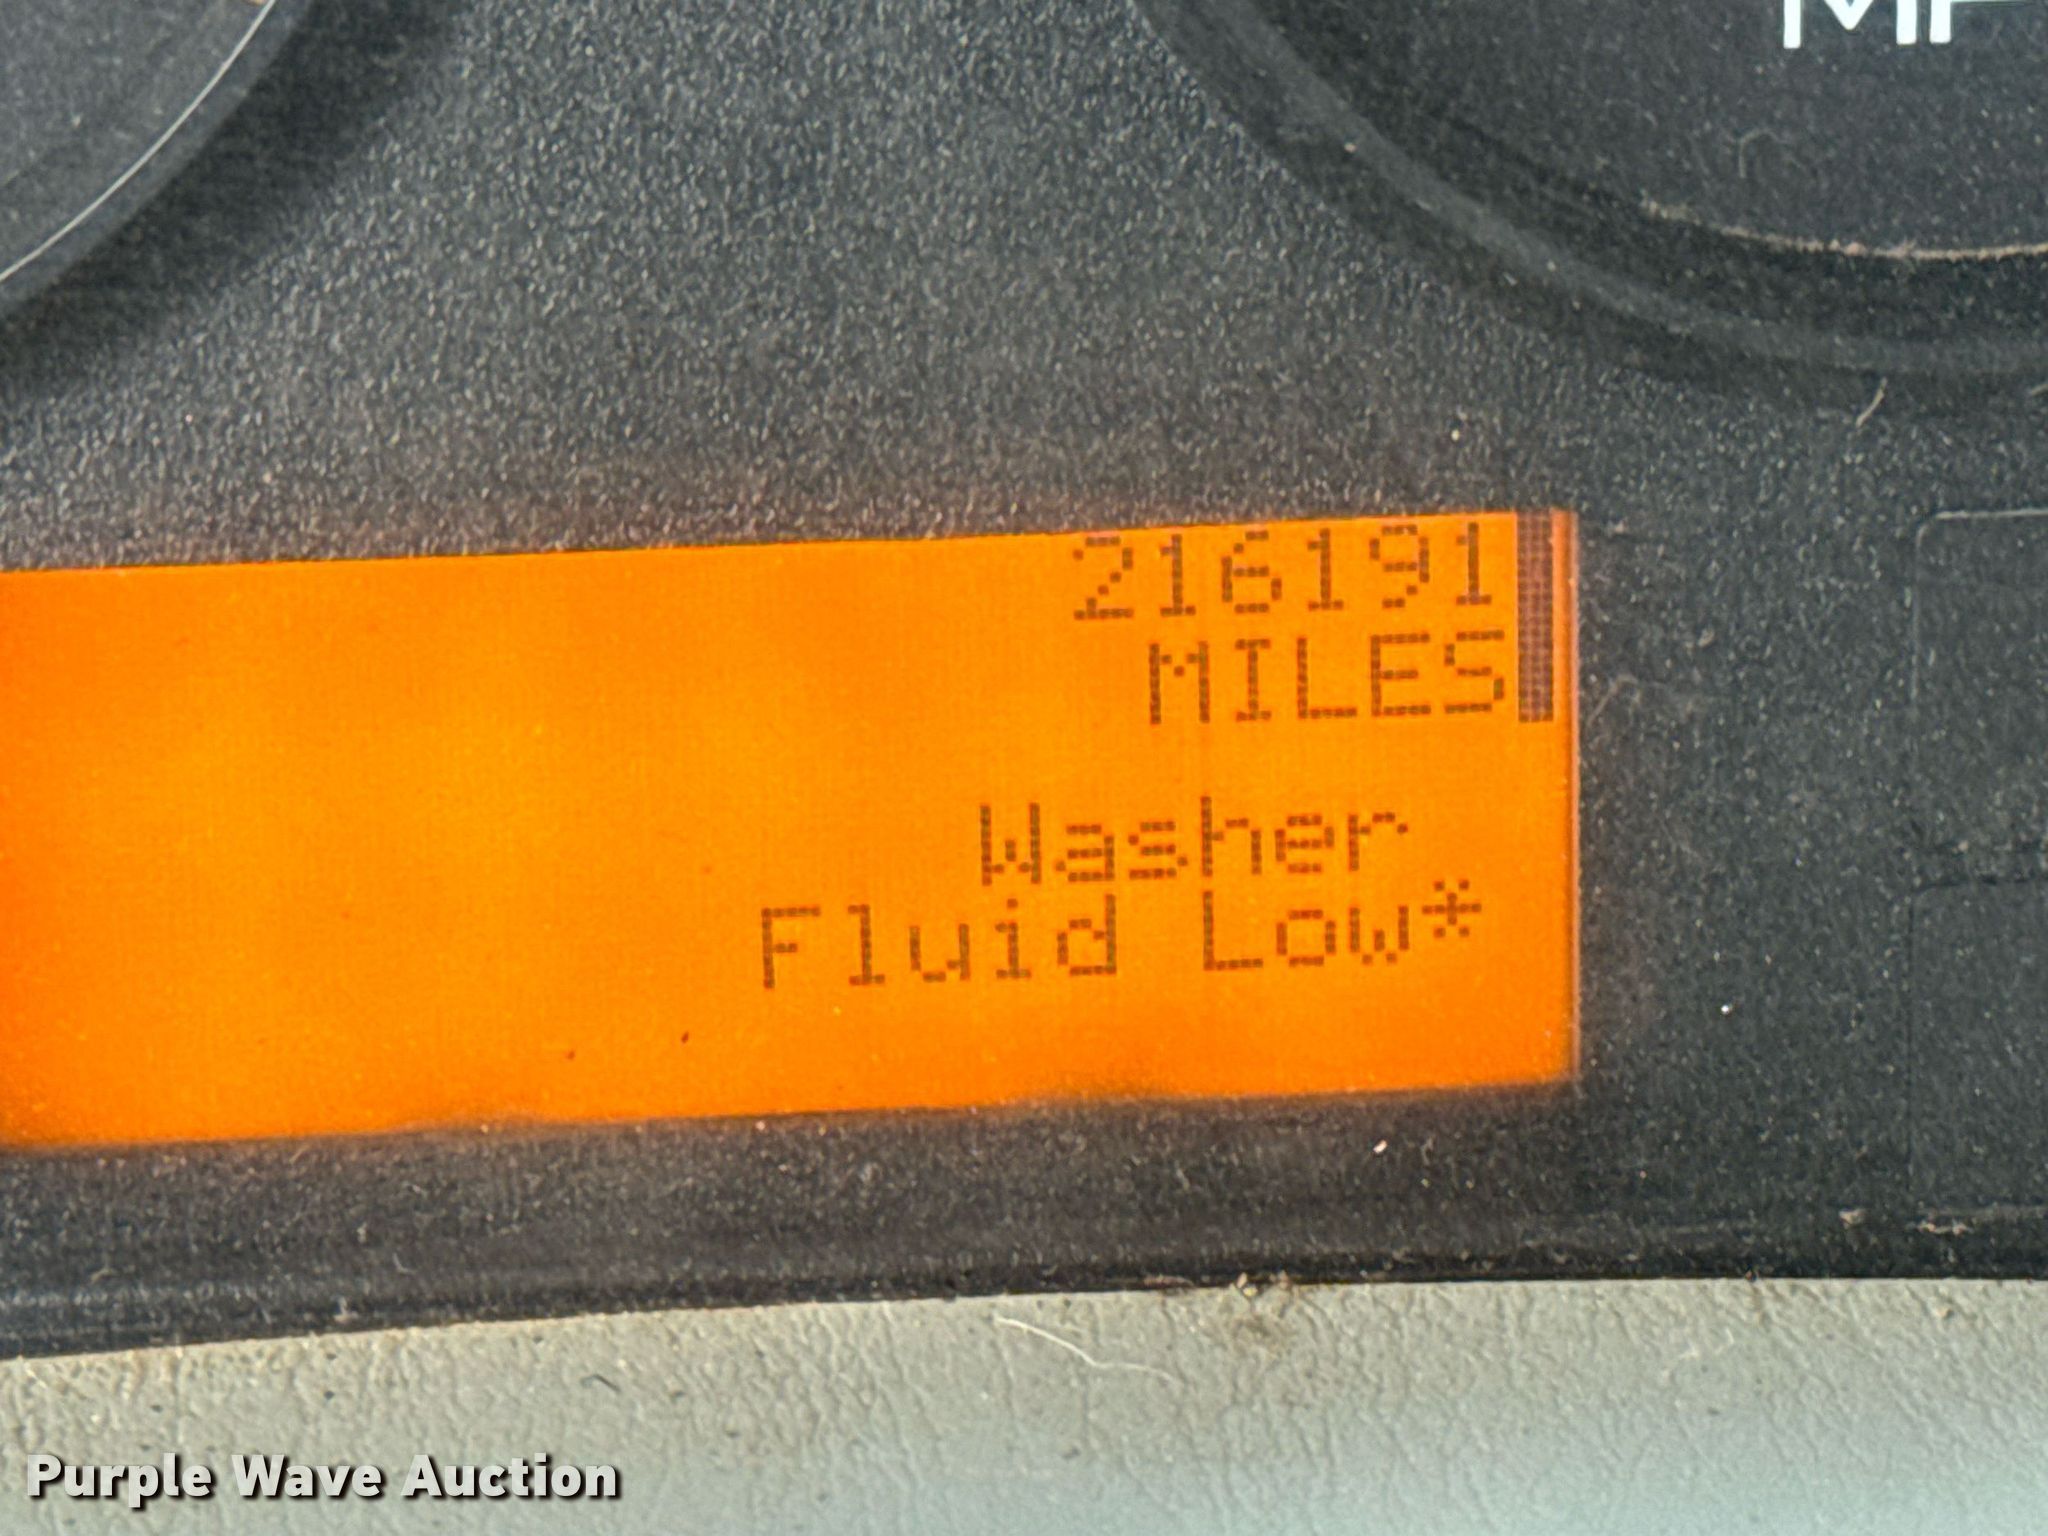 216191
MILES
Washer
Fluid Low*
Purple Wave Auction